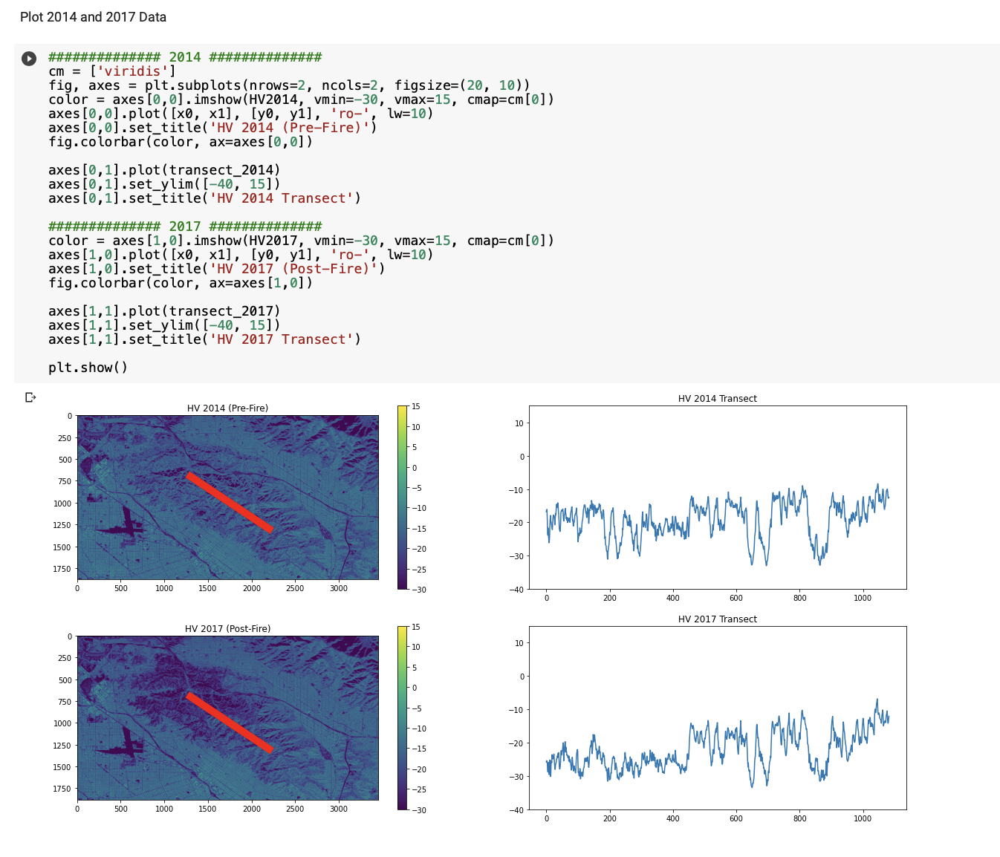 Plot 2014 and 2017 Data
############## 2014 ##############
cm = ['viridis']
fig, axes = plt.subplots(nrows=2, ncols=2, figsize=(20, 10))
color = axes[0,0].imshow(HV2014, vmin=-30, vmax=15, cmap=cm[0])
axes[0,0].plot([x0, x1], [y0, y1], 'ro-', lw=10)
axes[0,0].set_title('HV 2014 (Pre-Fire)')
fig.colorbar(color, ax=axes[0,0])
axes[0,1].plot(transect_2014)
axes[0,1].set_ylim([-40, 15])
axes[0,1].set_title('HV 2014 Transect')
############## 2017 ##############
color = axes[1,0].imshow(HV2017, vmin=-30, vmax=15, cmap=cm[0])
axes[1,0].plot([x0, x1], [y0, y1], 'ro-', lw=10)
axes[1,0].set_title('HV 2017 (Post-Fire)')
fig.colorbar(color, ax=axes[1,0])
axes[1,1].plot(transect_2017)
axes[1,1].set_ylim([-40, 15])
axes[1,1].set_title('HV 2017 Transect')
plt.show()
HV 2014 (Pre-Fire)
0
250
500
750
1000
1250
1500
1750
0 500 1000 1500 2000 2500 3000
15
10
5
0
−5
−10
−15
−20
−25
−30
HV 2014 Transect
10
0
−10
−20
−30
−40
0 200 400 600 800 1000
HV 2017 (Post-Fire)
0
250
500
750
1000
1250
1500
1750
0 500 1000 1500 2000 2500 3000
15
10
5
0
−5
−10
−15
−20
−25
−30
HV 2017 Transect
10
0
−10
−20
−30
−40
0 200 400 600 800 1000